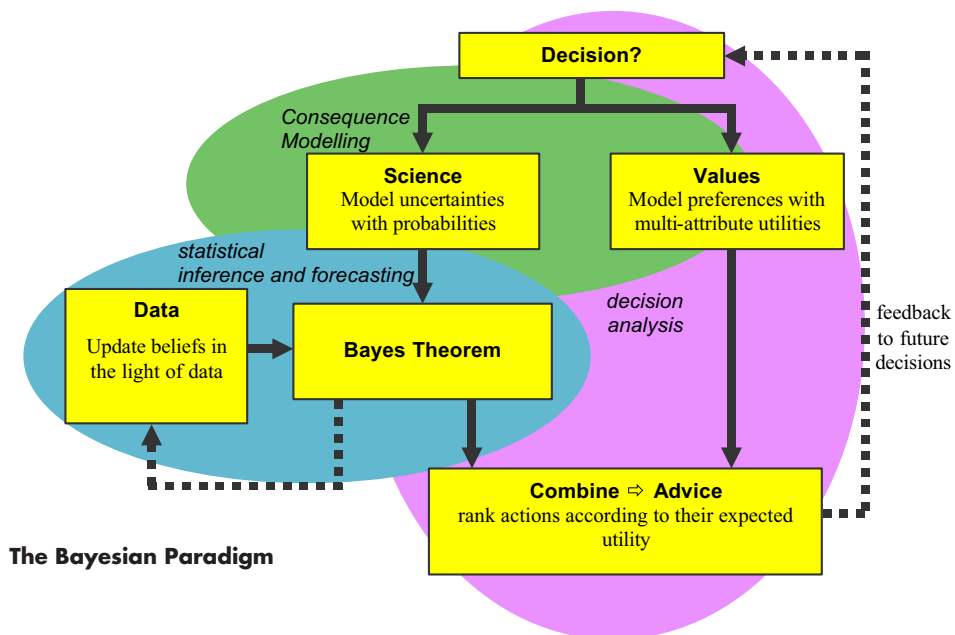 Decision?
Consequence
Modelling
Science
Model uncertainties
with probabilities
Values
Model preferences with
multi-attribute utilities
statistical
inference and forecasting
Data
Update beliefs in
the light of data
Bayes Theorem
decision
analysis
feedback
to future
decisions
Combine ⇨ Advice
rank actions according to their expected
utility
The Bayesian Paradigm